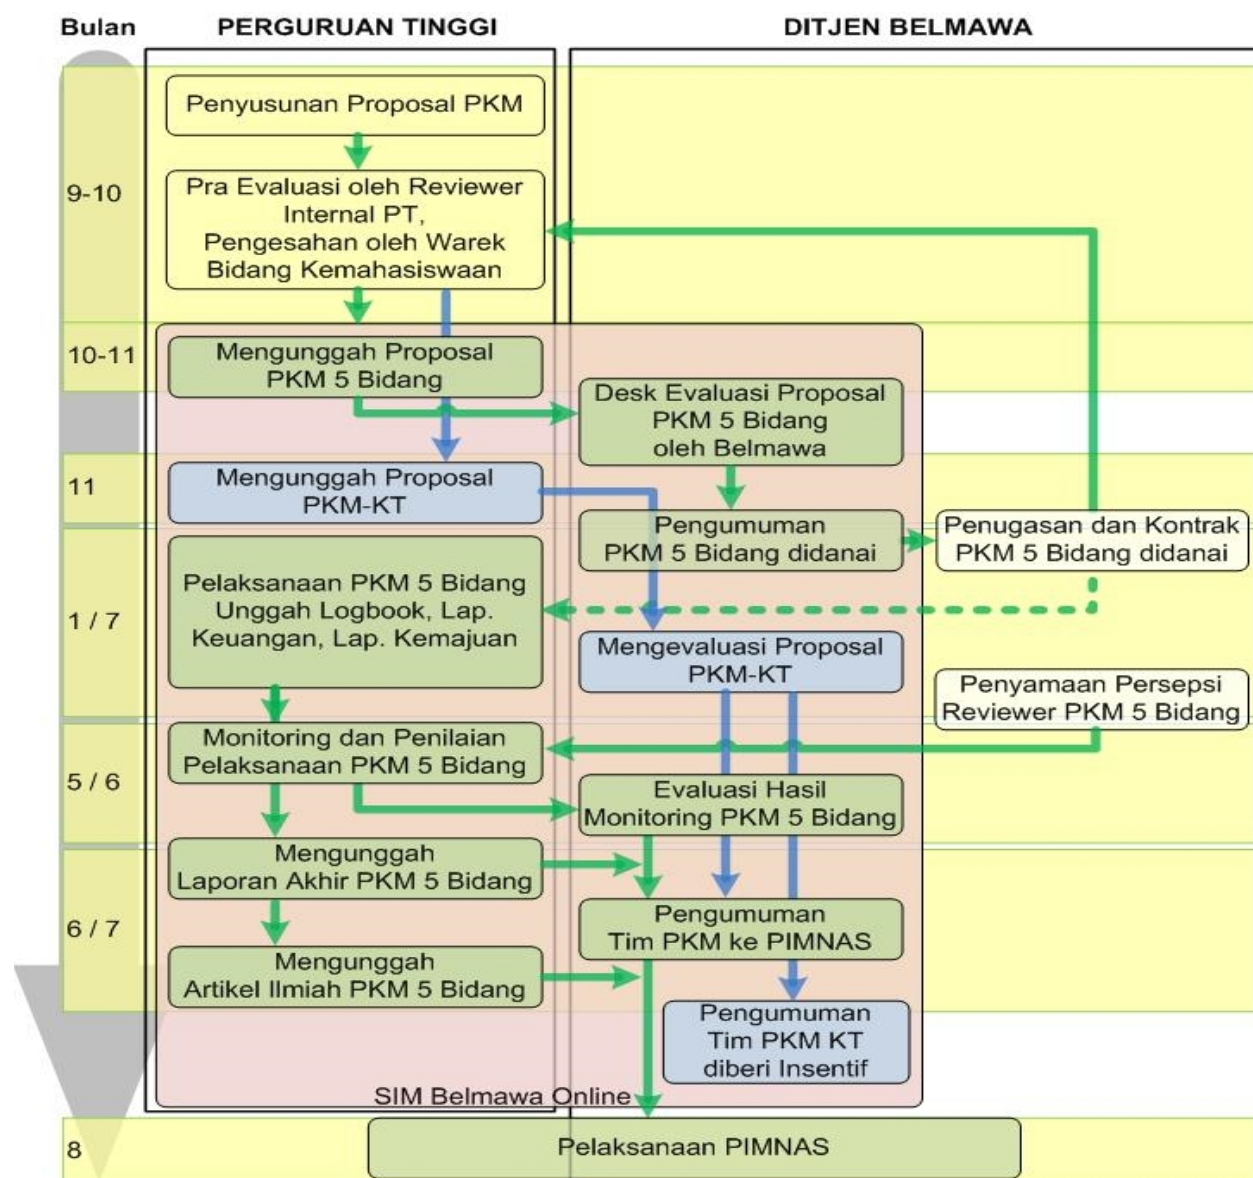 Bulan
PERGURUAN TINGGI
DITJEN BELMAWA
9-10
Penyusunan Proposal PKM
Pra Evaluasi oleh Reviewer
Internal PT,
Pengesahan oleh Warek
Bidang Kemahasiswaan
10-11
Mengunggah Proposal
PKM 5 Bidang
Desk Evaluasi Proposal
PKM 5 Bidang
oleh Belmawa
11
Mengunggah Proposal
PKM-KT
Pengumuman
PKM 5 Bidang didanai
Penugasan dan Kontrak
PKM 5 Bidang didanai
1 / 7
Pelaksanaan PKM 5 Bidang
Unggah Logbook, Lap.
Keuangan, Lap. Kemajuan
Mengevaluasi Proposal
PKM-KT
Penyamaan Persepsi
Reviewer PKM 5 Bidang
5 / 6
Monitoring dan Penilaian
Pelaksanaan PKM 5 Bidang
Evaluasi Hasil
Monitoring PKM 5 Bidang
6 / 7
Mengunggah
Laporan Akhir PKM 5 Bidang
Pengumuman
Tim PKM ke PIMNAS
Mengunggah
Artikel Ilmiah PKM 5 Bidang
Pengumuman
Tim PKM KT
diberi Insentif
SIM Belmawa Online
8
Pelaksanaan PIMNAS